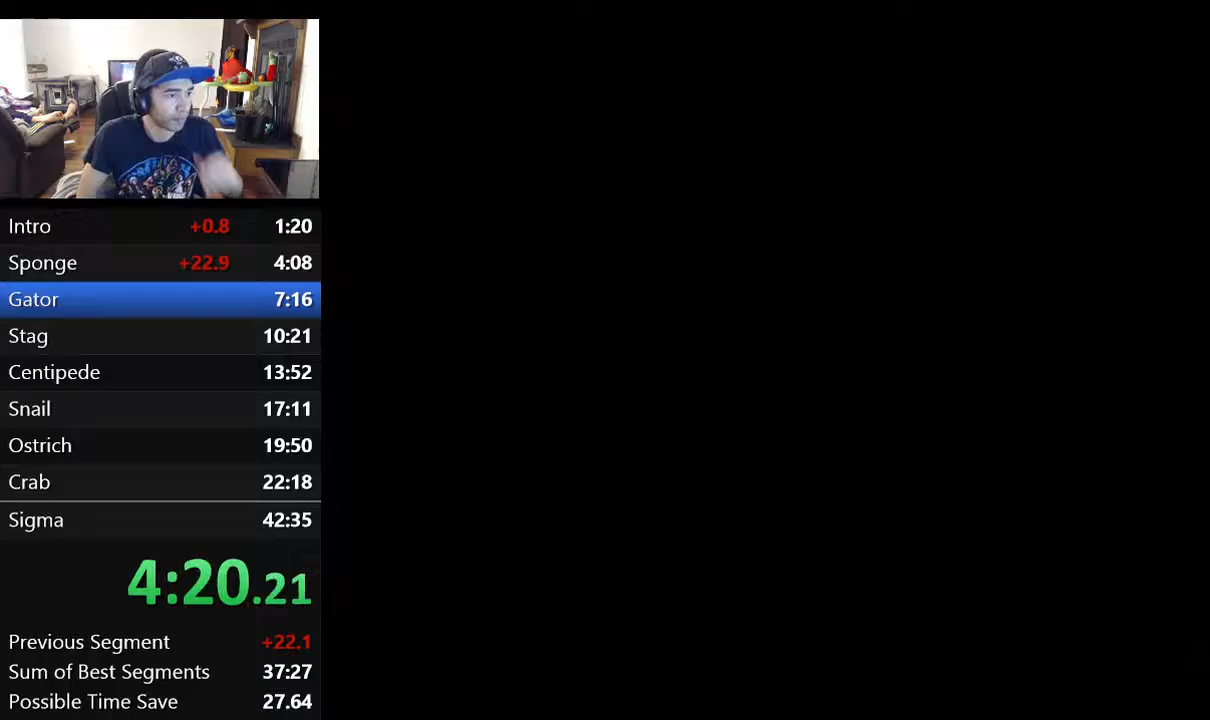 Intro +0.8 1:20
Sponge +22.9 4:08
Gator 7:16
Stag 10:21
Centipede 13:52
Snail 17:11
Ostrich 19:50
Crab 22:18
Sigma 42:35
4:20.21
Previous Segment +22.1
Sum of Best Segments 37:27
Possible Time Save 27.64